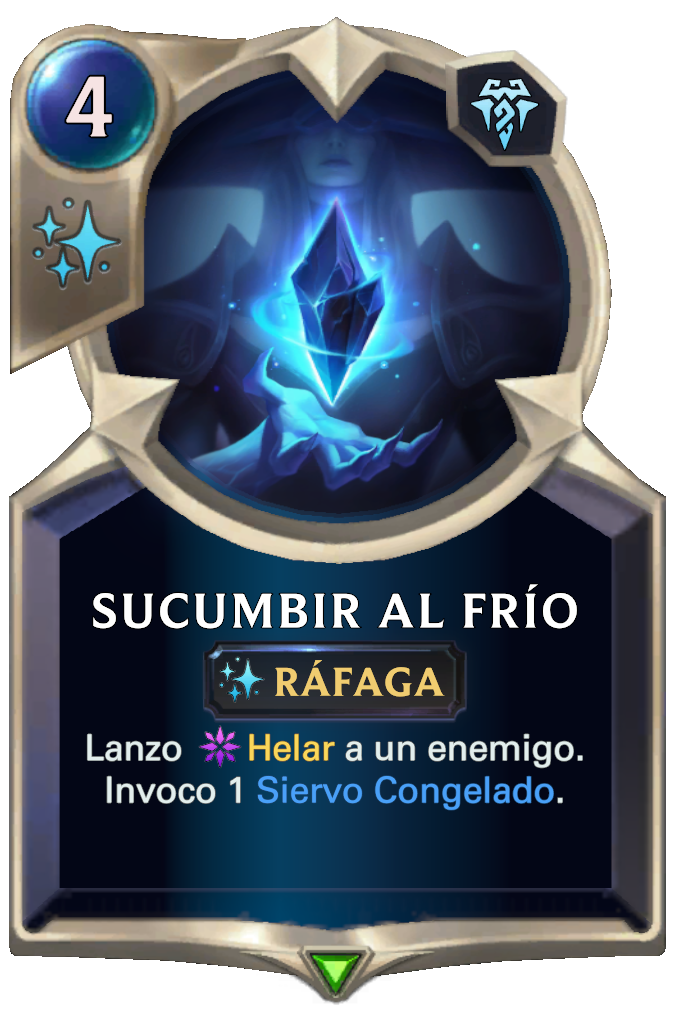 4
SUCUMBIR AL FRÍO
RÁFAGA
Lanzo Helar a un enemigo.
Invoco 1 Siervo Congelado.